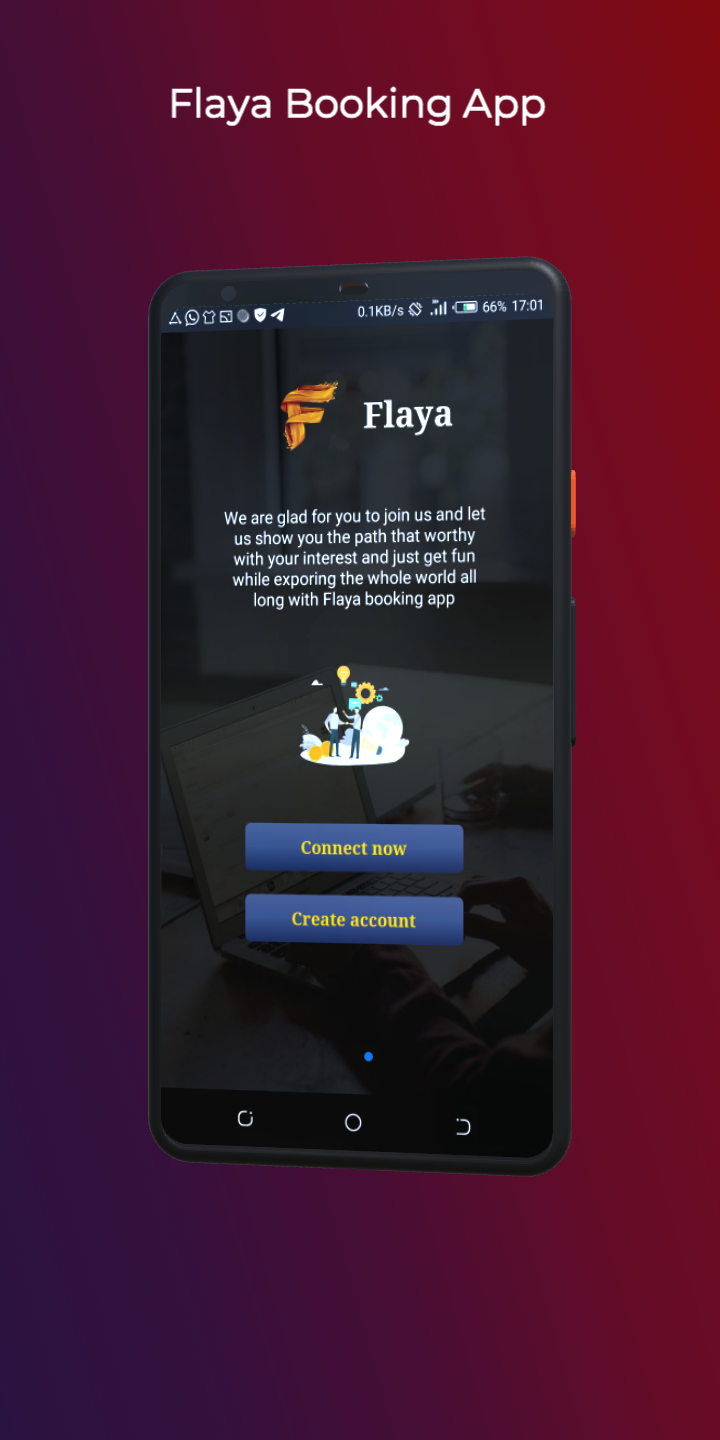 Flaya Booking App
0.1KB/s 66% 17:01
Flaya
We are glad for you to join us and let
us show you the path that worthy
with your interest and just get fun
while exporing the whole world all
long with Flaya booking app
Connect now
Create account